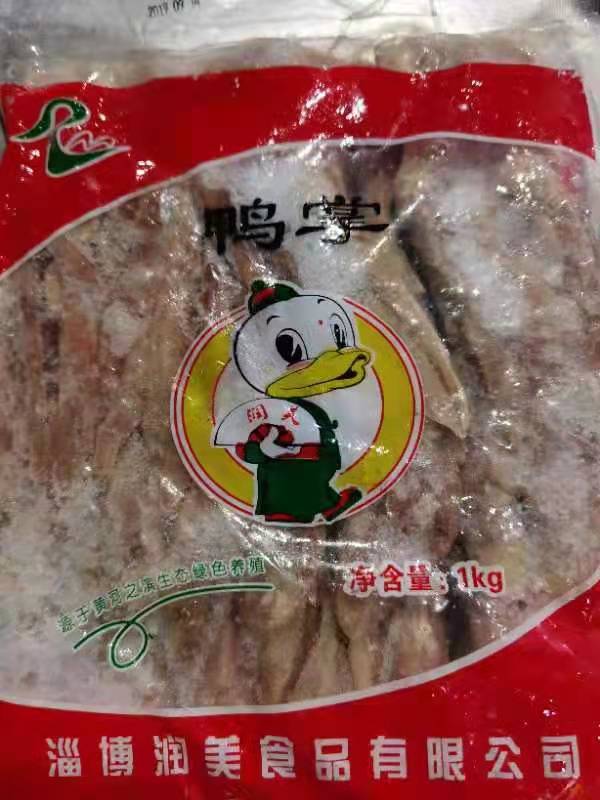 鸭掌
润美
源于黄河之滨生态绿色养殖
净含量：1kg
淄博润美食品有限公司